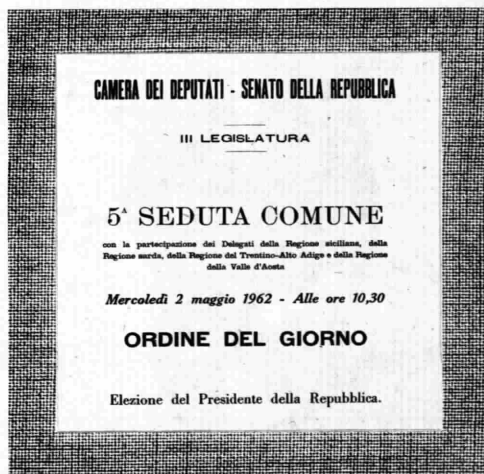 CAMERA DEI DEPUTATI - SENATO DELLA REPUBBLICA
III LEGISLATURA
5ᴬ SEDUTA COMUNE
con la partecipazione dei Delegati della Regione siciliana, della
Regione sarda, della Regione del Trentino-Alto Adige e della Regione
della Valle d'Aosta
Mercoledì 2 maggio 1962 - Alle ore 10,30
ORDINE DEL GIORNO
Elezione del Presidente della Repubblica.